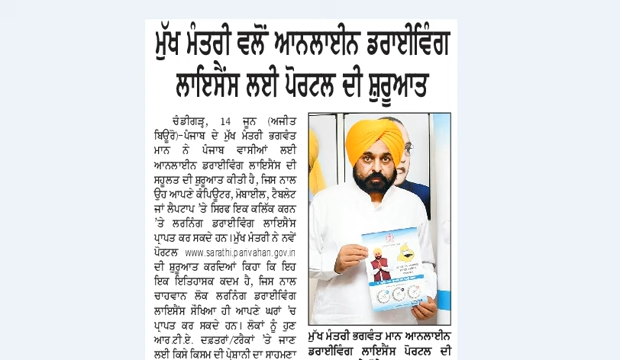 ਮੁੱਖ ਮੰਤਰੀ ਵਲੋਂ ਆਨਲਾਈਨ ਡਰਾਈਵਿੰਗ
ਲਾਇਸੈਂਸ ਲਈ ਪੋਰਟਲ ਦੀ ਸ਼ੁਰੂਆਤ
ਚੰਡੀਗੜ੍ਹ, 14 ਜੂਨ (ਅਜੀਤ
ਬਿਊਰੋ)-ਪੰਜਾਬ ਦੇ ਮੁੱਖ ਮੰਤਰੀ ਭਗਵੰਤ
ਮਾਨ ਨੇ ਪੰਜਾਬ ਵਾਸੀਆਂ ਲਈ
ਆਨਲਾਈਨ ਡਰਾਈਵਿੰਗ ਲਾਇਸੈਂਸ ਦੀ
ਸਹੂਲਤ ਦੀ ਸ਼ੁਰੂਆਤ ਕੀਤੀ ਹੈ, ਜਿਸ ਨਾਲ
ਉਹ ਆਪਣੇ ਕੰਪਿਊਟਰ, ਮੋਬਾਈਲ, ਟੈਬਲੇਟ
ਜਾਂ ਲੈਪਟਾਪ 'ਤੇ ਸਿਰਫ ਇਕ ਕਲਿੱਕ ਕਰਨ
'ਤੇ ਲਰਨਿੰਗ ਡਰਾਈਵਿੰਗ ਲਾਇਸੈਂਸ
ਪ੍ਰਾਪਤ ਕਰ ਸਕਦੇ ਹਨ।ਮੁੱਖ ਮੰਤਰੀ ਨੇ ਨਵੇਂ
ਪੋਰਟਲ www.sarathi.parivahan.gov.in
ਦੀ ਸ਼ੁਰੂਆਤ ਕਰਦਿਆਂ ਕਿਹਾ ਕਿ ਇਹ
ਇਕ ਇਤਿਹਾਸਕ ਕਦਮ ਹੈ, ਜਿਸ ਨਾਲ
ਚਾਹਵਾਨ ਲੋਕ ਲਰਨਿੰਗ ਡਰਾਈਵਿੰਗ
ਲਾਇਸੈਂਸ ਸੌਖਿਆਂ ਹੀ ਆਪਣੇ ਘਰਾਂ 'ਚ
ਪ੍ਰਾਪਤ ਕਰ ਸਕਦੇ ਹਨ। ਲੋਕਾਂ ਨੂੰ ਹੁਣ
ਆਰ.ਟੀ.ਏ. ਦਫ਼ਤਰਾਂ/ਟਰੈਕਾਂ 'ਤੇ ਜਾਣ
ਲਈ ਕਿਸੇ ਕਿਸਮ ਦੀ ਪ੍ਰੇਸ਼ਾਨੀ ਦਾ ਸਾਹਮਣਾ
ਮੁੱਖ ਮੰਤਰੀ ਭਗਵੰਤ ਮਾਨ ਆਨਲਾਈਨ
ਡਰਾਈਵਿੰਗ ਲਾਇਸੈਂਸ ਪੋਰਟਲ ਦੀ